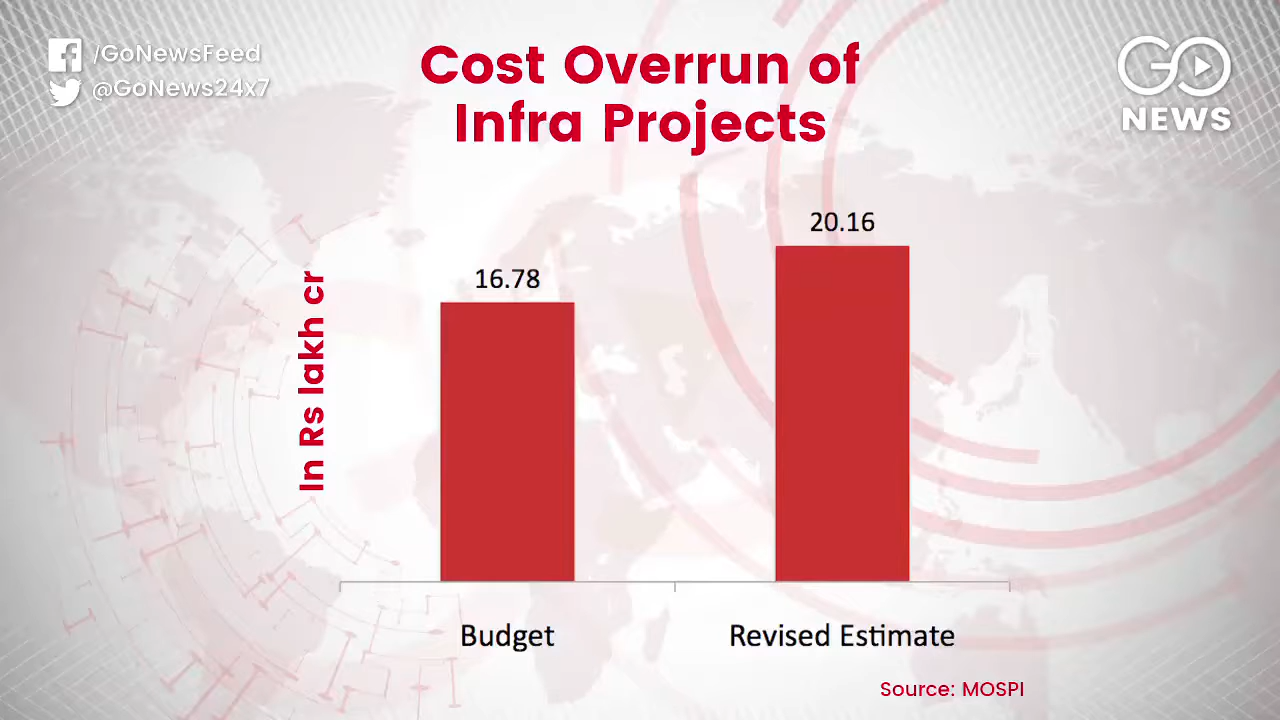 /GoNewsFeed
@GoNews24x7
Cost Overrun of
Infra Projects
GO
NEWS
In Rs lakh cr
16.78
20.16
Budget
Revised Estimate
Source: MOSPI